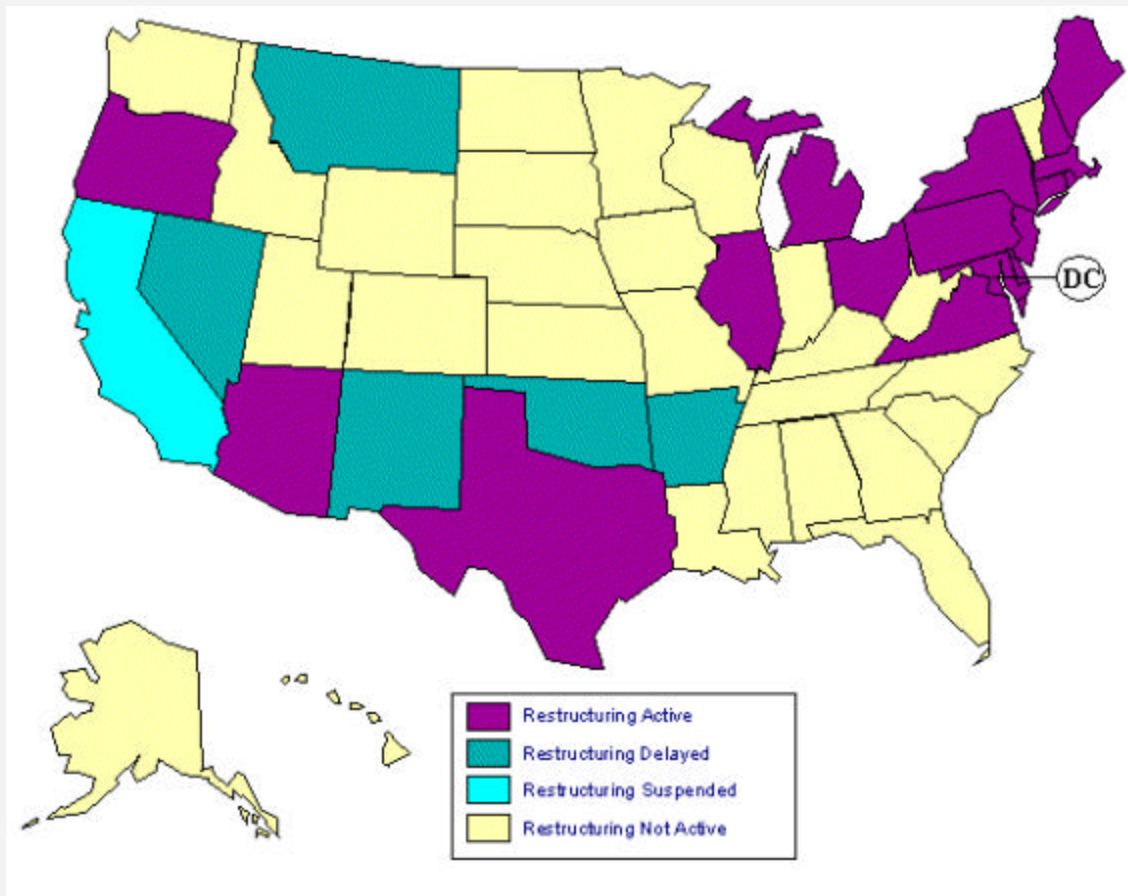 DC
Restructuring Active
Restructuring Delayed
Restructuring Suspended
Restructuring Not Active